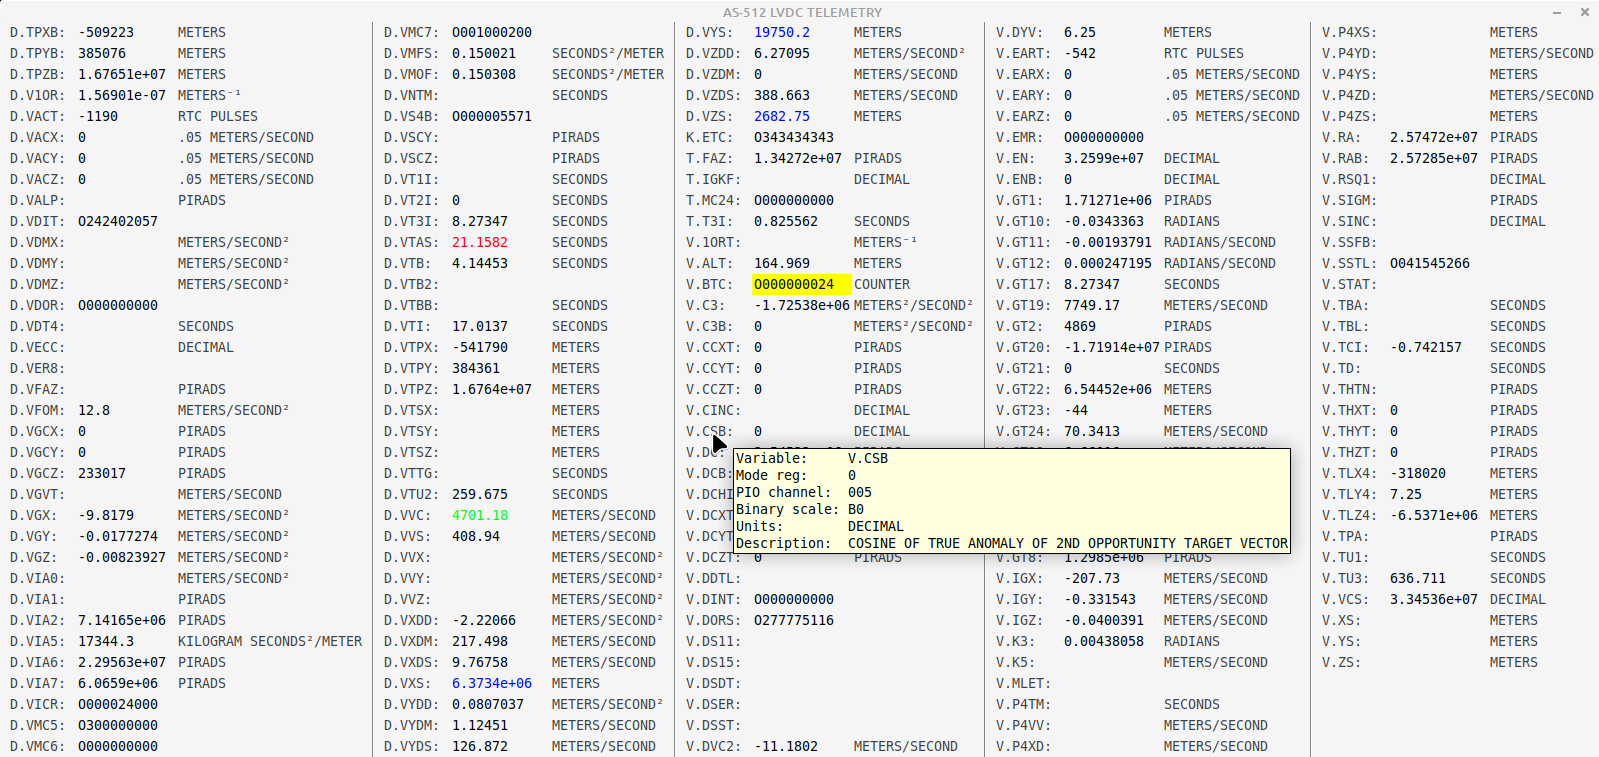 AS-512 LVDC TELEMETRY
D.TPXB: -509223 METERS
D.TPYB: 385076 METERS
D.TPZB: 1.67651e+07 METERS
D.V1OR: 1.56901e-07 METERS⁻¹
D.VACT: -1190 RTC PULSES
D.VACX: 0 .05 METERS/SECOND
D.VACY: 0 .05 METERS/SECOND
D.VACZ: 0 .05 METERS/SECOND
D.VALP: PIRADS
D.VDIT: O242402057
D.VDMX: METERS/SECOND²
D.VDMY: METERS/SECOND²
D.VDMZ: METERS/SECOND²
D.VDOR: O000000000
D.VDT4: SECONDS
D.VECC: DECIMAL
D.VER8:
D.VFAZ: PIRADS
D.VFOM: 12.8 METERS/SECOND²
D.VGCX: 0 PIRADS
D.VGCY: 0 PIRADS
D.VGCZ: 233017 PIRADS
D.VGVT: METERS/SECOND
D.VGX: -9.8179 METERS/SECOND²
D.VGY: -0.0177274 METERS/SECOND²
D.VGZ: -0.00823927 METERS/SECOND²
D.VIA0: METERS/SECOND²
D.VIA1: PIRADS
D.VIA2: 7.14165e+06 PIRADS
D.VIA5: 17344.3 KILOGRAM SECONDS²/METER
D.VIA6: 2.29563e+07 PIRADS
D.VIA7: 6.0659e+06 PIRADS
D.VICR: O000024000
D.VMC5: O300000000
D.VMC6: O000000000
D.VMC7: O001000200
D.VMFS: 0.150021 SECONDS²/METER
D.VMOF: 0.150308 SECONDS²/METER
D.VNTM: SECONDS
D.VS4B: O000005571
D.VSCY: PIRADS
D.VSCZ: PIRADS
D.VT1I: SECONDS
D.VT2I: 0 SECONDS
D.VT3I: 8.27347 SECONDS
D.VTAS: 21.1582 SECONDS
D.VTB: 4.14453 SECONDS
D.VTB2:
D.VTBB: SECONDS
D.VTI: 17.0137 SECONDS
D.VTPX: -541790 METERS
D.VTPY: 384361 METERS
D.VTPZ: 1.6764e+07 METERS
D.VTSX: METERS
D.VTSY: METERS
D.VTSZ: METERS
D.VTTG: SECONDS
D.VTU2: 259.675 SECONDS
D.VVC: 4701.18 METERS/SECOND
D.VVS: 408.94 METERS/SECOND
D.VVX: METERS/SECOND²
D.VVY: METERS/SECOND²
D.VVZ: METERS/SECOND²
D.VXDD: -2.22066 METERS/SECOND²
D.VXDM: 217.498 METERS/SECOND
D.VXDS: 9.76758 METERS/SECOND
D.VXS: 6.3734e+06 METERS
D.VYDD: 0.0807037 METERS/SECOND²
D.VYDM: 1.12451 METERS/SECOND
D.VYDS: 126.872 METERS/SECOND
D.VYS: 19750.2 METERS
D.VZDD: 6.27095 METERS/SECOND²
D.VZDM: 0 METERS/SECOND
D.VZDS: 388.663 METERS/SECOND
D.VZS: 2682.75 METERS
K.ETC: O343434343
T.FAZ: 1.34272e+07 PIRADS
T.IGKF: DECIMAL
T.MC24: O000000000
T.T3I: 0.825562 SECONDS
V.1ORT: METERS⁻¹
V.ALT: 164.969 METERS
V.BTC: O000000024 COUNTER
V.C3: -1.72538e+06 METERS²/SECOND²
V.C3B: 0 METERS²/SECOND²
V.CCXT: 0 PIRADS
V.CCYT: 0 PIRADS
V.CCZT: 0 PIRADS
V.CINC: DECIMAL
V.CSB: 0 DECIMAL
V.DC
V.DCB
V.DCHI
V.DCXT
V.DCYT
V.DCZT: 0 PIRADS
V.DDTL:
V.DINT: O000000000
V.DORS: O277775116
V.DS11:
V.DS15:
V.DSDT:
V.DSER:
V.DSST:
V.DVC2: -11.1802 METERS/SECOND
Variable: V.CSB
Mode reg: 0
PIO channel: 005
Binary scale: B0
Units: DECIMAL
Description: COSINE OF TRUE ANOMALY OF 2ND OPPORTUNITY TARGET VECTOR
V.DYV: 6.25 METERS
V.EART: -542 RTC PULSES
V.EARX: 0 .05 METERS/SECOND
V.EARY: 0 .05 METERS/SECOND
V.EARZ: 0 .05 METERS/SECOND
V.EMR: O000000000
V.EN: 3.2599e+07 DECIMAL
V.ENB: 0 DECIMAL
V.GT1: 1.71271e+06 PIRADS
V.GT10: -0.0343363 RADIANS
V.GT11: -0.00193791 RADIANS/SECOND
V.GT12: 0.000247195 RADIANS/SECOND
V.GT17: 8.27347 SECONDS
V.GT19: 7749.17 METERS/SECOND
V.GT2: 4869 PIRADS
V.GT20: -1.71914e+07 PIRADS
V.GT21: 0 SECONDS
V.GT22: 6.54452e+06 METERS
V.GT23: -44 METERS
V.GT24: 70.3413 METERS/SECOND
V.GT8: 1.2985e+06 PIRADS
V.IGX: -207.73 METERS/SECOND
V.IGY: -0.331543 METERS/SECOND
V.IGZ: -0.0400391 METERS/SECOND
V.K3: 0.00438058 RADIANS
V.K5: METERS/SECOND
V.MLET:
V.P4TM: SECONDS
V.P4VV: METERS/SECOND
V.P4XD: METERS/SECOND
V.P4XS: METERS
V.P4YD: METERS/SECOND
V.P4YS: METERS
V.P4ZD: METERS/SECOND
V.P4ZS: METERS
V.RA: 2.57472e+07 PIRADS
V.RAB: 2.57285e+07 PIRADS
V.RSQ1: DECIMAL
V.SIGM: PIRADS
V.SINC: DECIMAL
V.SSFB:
V.SSTL: O041545266
V.STAT:
V.TBA: SECONDS
V.TBL: SECONDS
V.TCI: -0.742157 SECONDS
V.TD: SECONDS
V.THTN: PIRADS
V.THXT: 0 PIRADS
V.THYT: 0 PIRADS
V.THZT: 0 PIRADS
V.TLX4: -318020 METERS
V.TLY4: 7.25 METERS
V.TLZ4: -6.5371e+06 METERS
V.TPA: PIRADS
V.TU1: SECONDS
V.TU3: 636.711 SECONDS
V.VCS: 3.34536e+07 DECIMAL
V.XS: METERS
V.YS: METERS
V.ZS: METERS